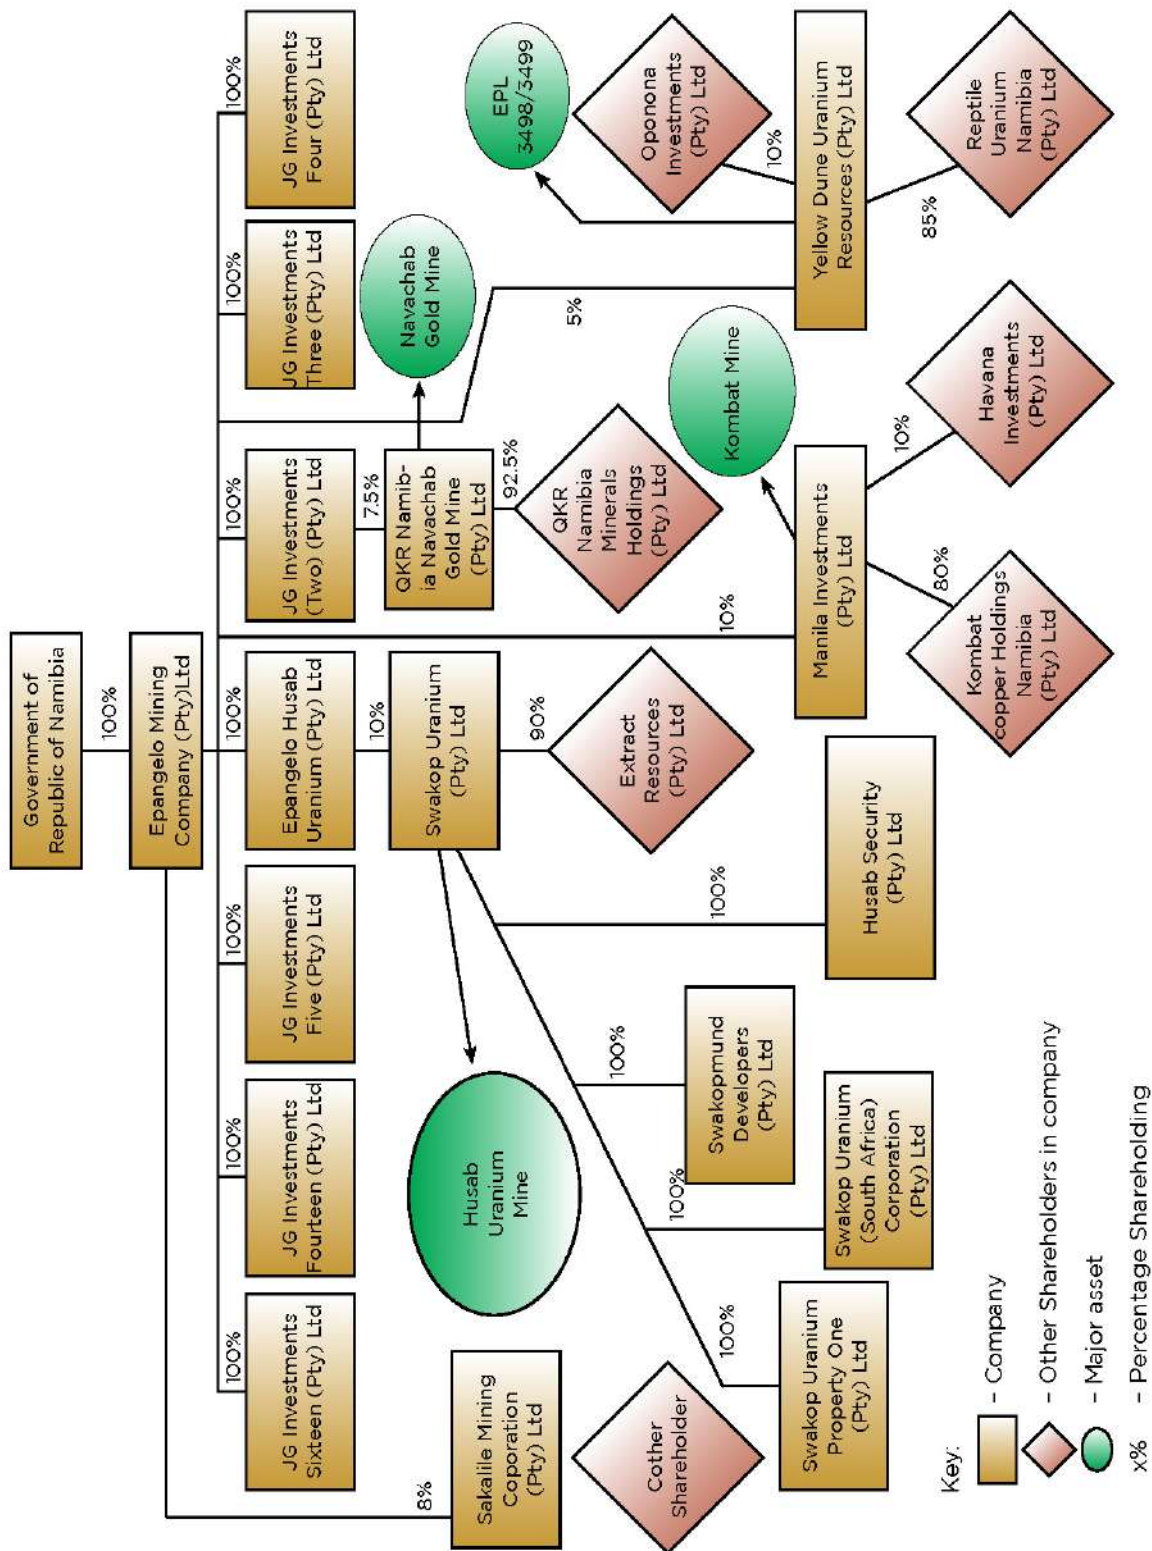 Government of
Republic of Namibia
100%
Epangelo Mining
Company (Pty)Ltd
8%
100%
JG Investments
Sixteen (Pty) Ltd
100%
JG Investments
Fourteen (Pty) Ltd
100%
JG Investments
Five (Pty) Ltd
100%
Epangelo Husab
Uranium (Pty) Ltd
100%
JG Investments
(Two) (Pty) Ltd
100%
JG Investments
Three (Pty) Ltd
100%
JG Investments
Four (Pty) Ltd
Sakalile Mining
Coporation
(Pty) Ltd
Cother
Shareholder
Husab
Uranium
Mine
10%
Swakop Uranium
(Pty) Ltd
90%
Extract
Resources
(Pty) Ltd
7.5%
QKR Namib-
ia Navachab
Gold Mine
(Pty) Ltd
92.5%
QKR
Namibia
Minerals
Holdings
(Pty) Ltd
Navachab
Gold Mine
EPL
3498/3499
Oponona
Investments
(Pty) Ltd
10%
5%
Yellow Dune Uranium
Resources (Pty) Ltd
85%
Reptile
Uranium
Namibia
(Pty) Ltd
Kombat Mine
10%
Manila Investments
(Pty) Ltd
80%
Kombat
copper Holdings
Namibia
(Pty) Ltd
10%
Havana
Investments
(Pty) Ltd
100%
Swakop Uranium
Property One
(Pty) Ltd
100%
Swakop Uranium
(South Africa)
Corporation
(Pty) Ltd
100%
Swakopmund
Developers
(Pty) Ltd
100%
Husab Security
(Pty) Ltd
Key:
- Company
- Other Shareholders in company
- Major asset
x% - Percentage Shareholding